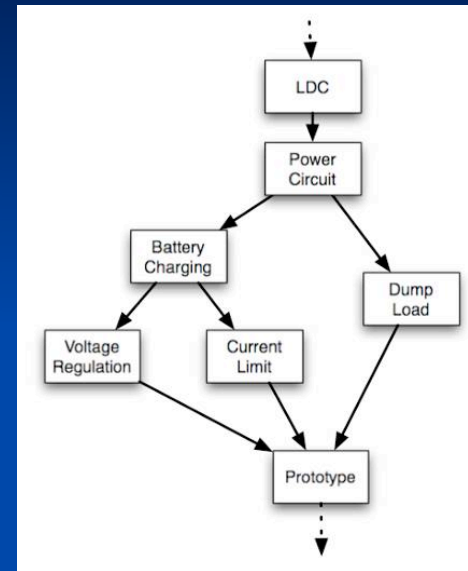 LDC
Power
Circuit
Battery
Charging
Dump
Load
Voltage
Regulation
Current
Limit
Prototype